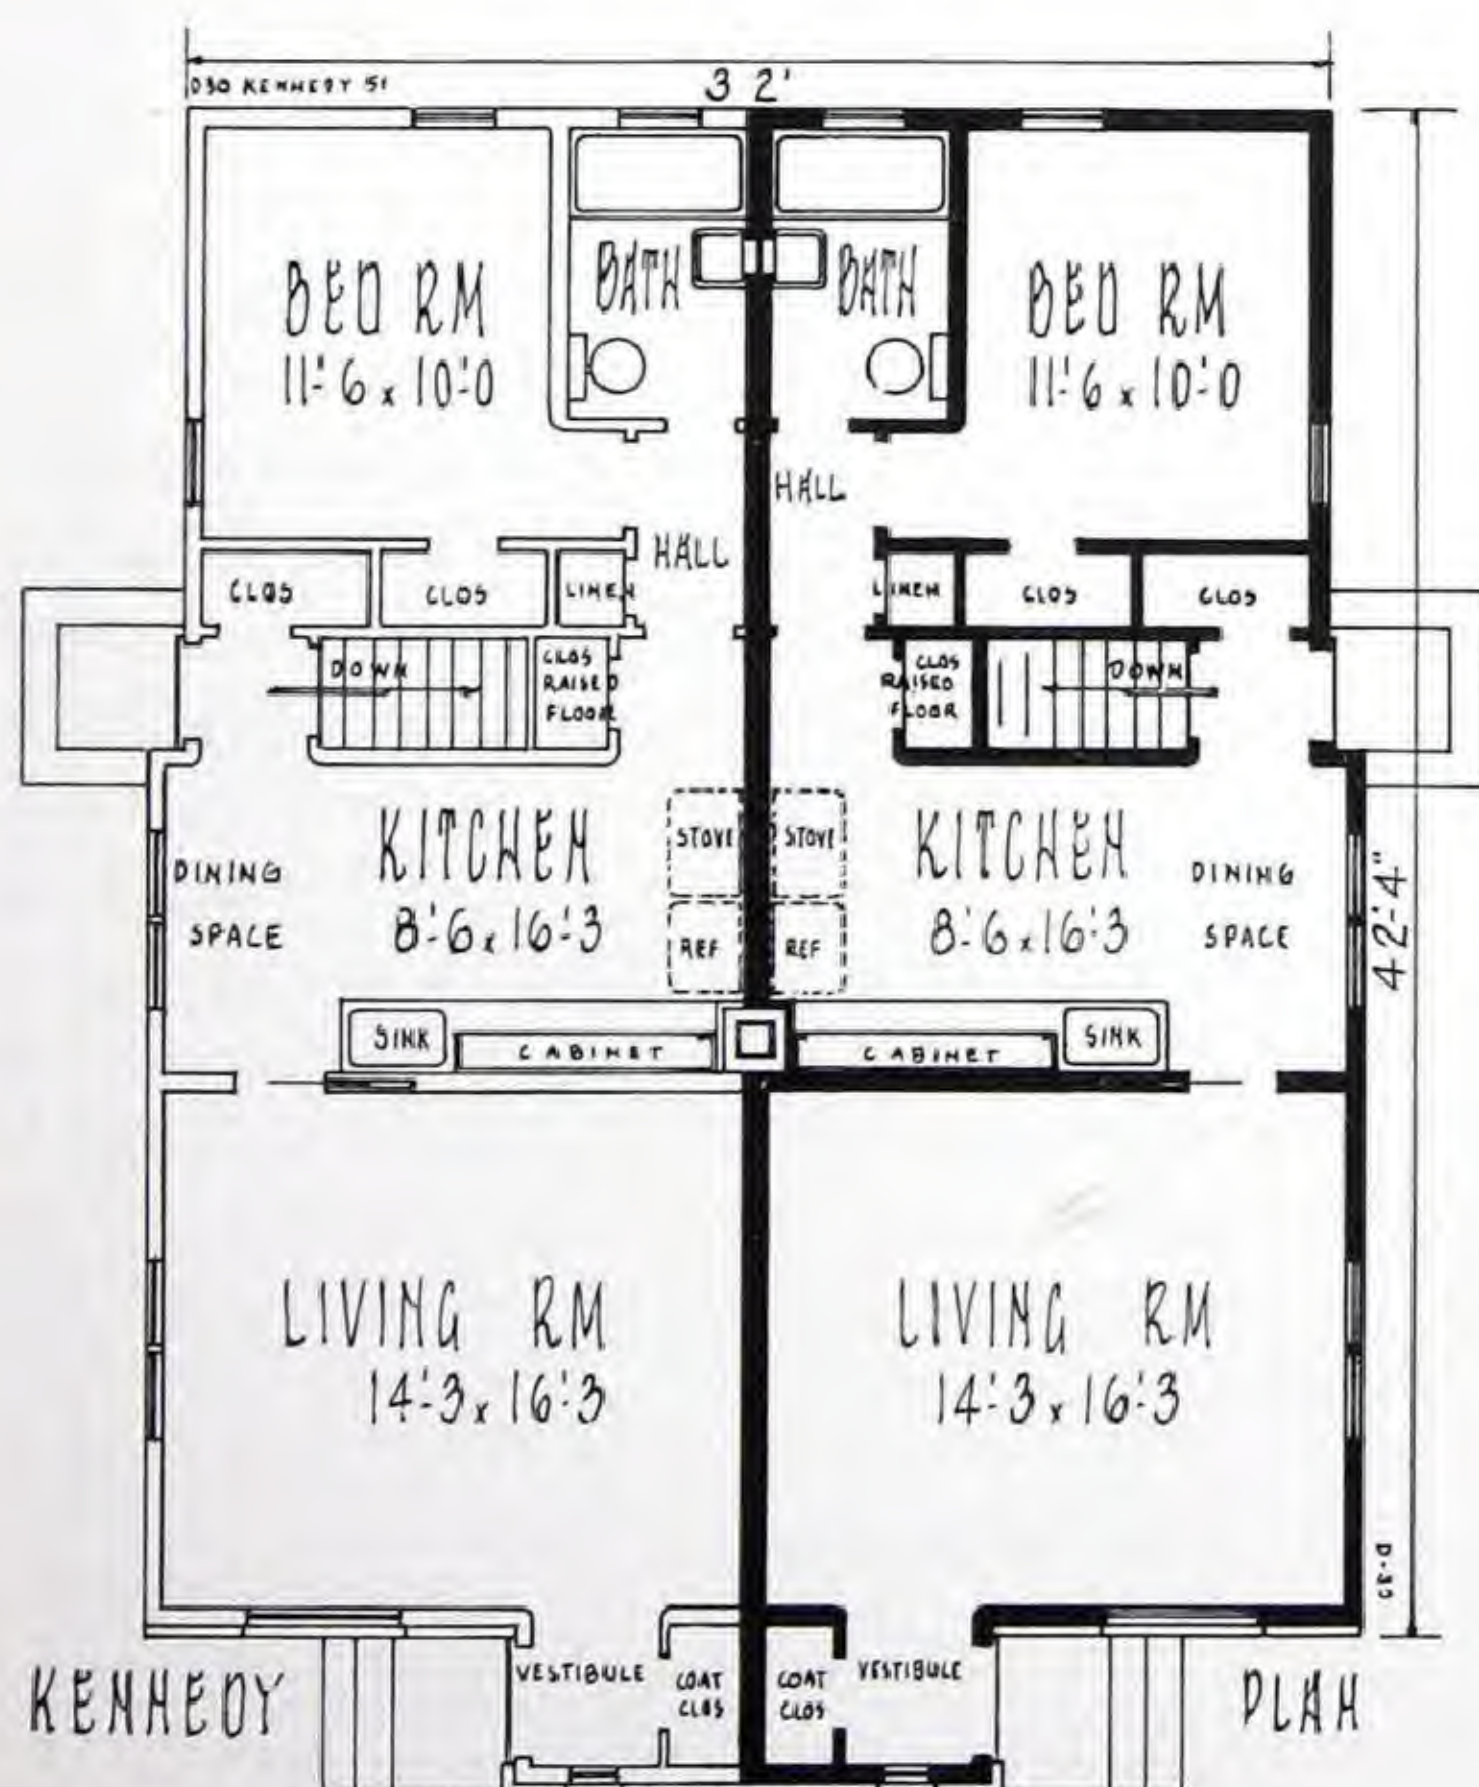 32'
D30 KENNEDY 51
BED RM
11'-6 x 10'-0
BATH
BATH
BED RM
11'-6 x 10'-0
HALL
HALL
CLOS
CLOS
LINEN
LINEN
CLOS
CLOS
DOWN
CLOS
RAISED
FLOOR
CLOS
RAISED
FLOOR
DOWN
DINING
SPACE
KITCHEN
8'-6 x 16'-3
STOVE
REF
STOVE
REF
KITCHEN
8'-6 x 16'-3
DINING
SPACE
42'-4"
SINK
CABINET
CABINET
SINK
LIVING RM
14'-3 x 16'-3
LIVING RM
14'-3 x 16'-3
KENNEDY
VESTIBULE
COAT
CLOS
COAT
CLOS
VESTIBULE
PLAN